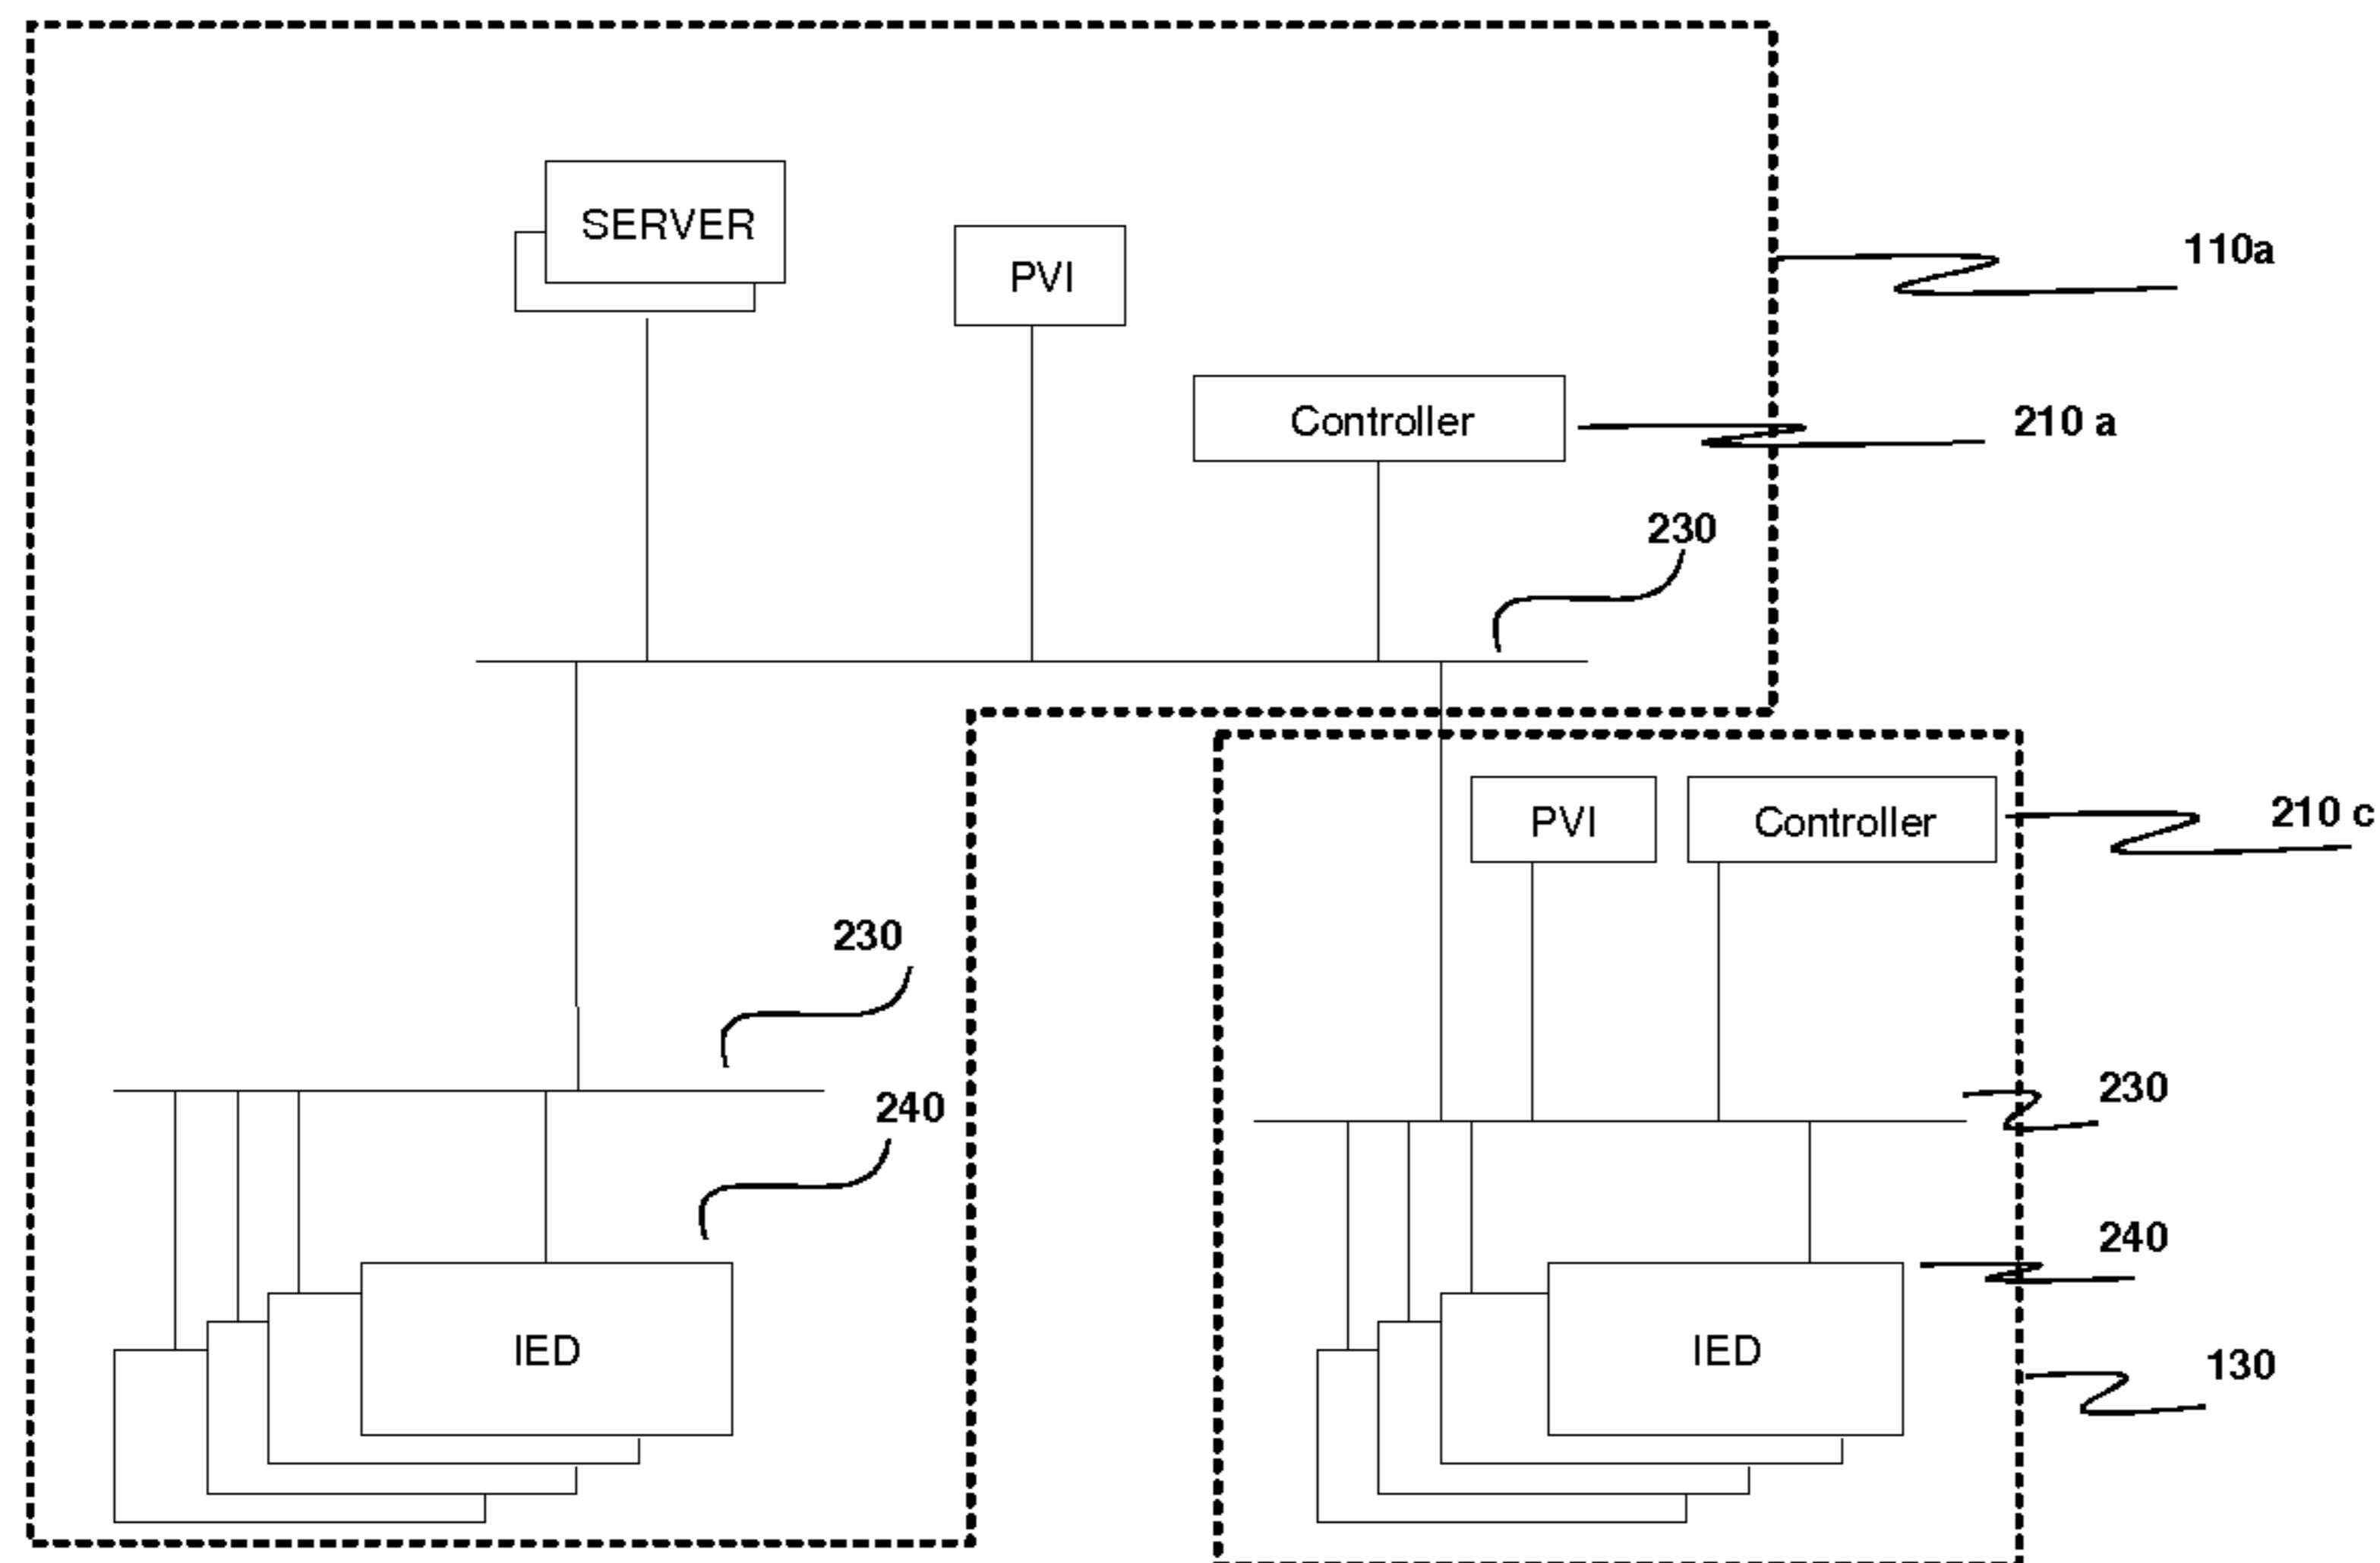 SERVER
110a
PVI
Controller
210 a
230
PVI
Controller
210 c
230
230
240
240
IED
IED
130